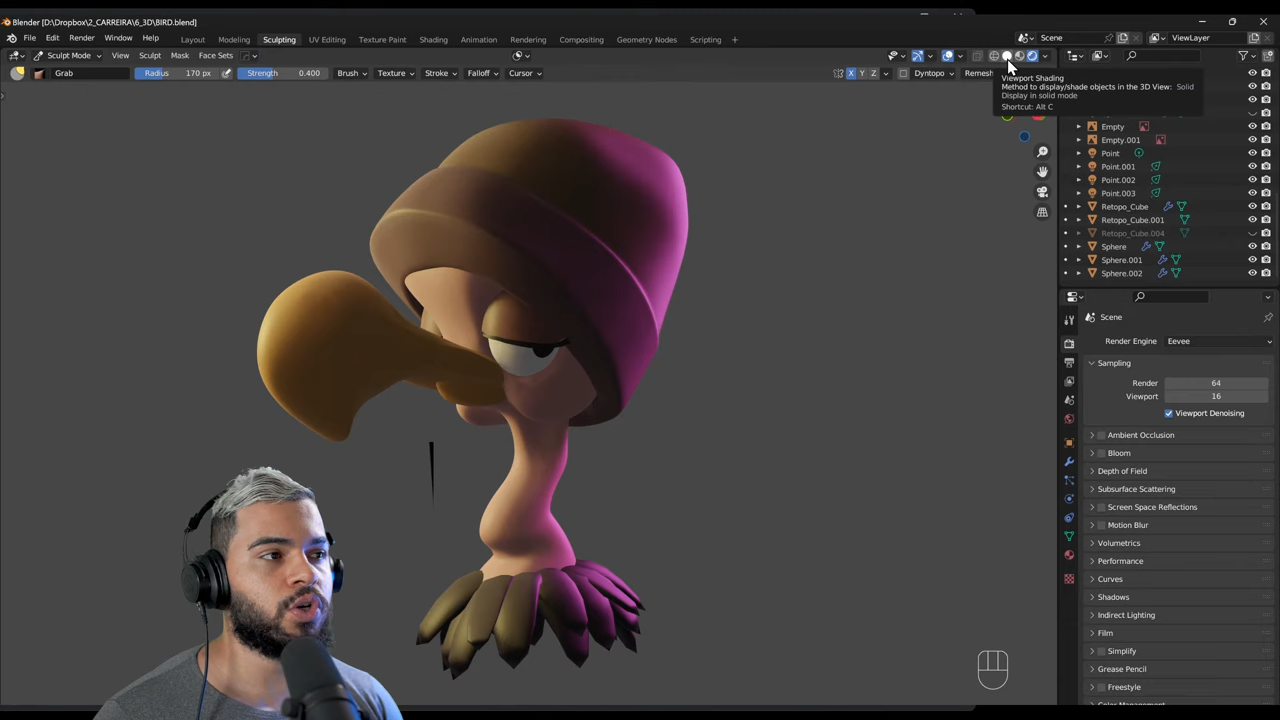 Blender [D:\Dropbox\2_CARREIRA\6_3D\BIRD.blend]
File Edit Render Window Help
Layout Modeling Sculpting UV Editing Texture Paint Shading Animation Rendering Compositing Geometry Nodes Scripting +
Scene
ViewLayer
Sculpt Mode View Sculpt Mask Face Sets
Grab
Radius 170 px
Strength 0.400
Brush Texture Stroke Falloff Cursor
X Y Z
Dyntopo
Remesh
Viewport Shading
Method to display/shade objects in the 3D View: Solid
Display in solid mode
Shortcut: Alt C
Empty
Empty.001
Point
Point.001
Point.002
Point.003
Retopo_Cube
Retopo_Cube.001
Retopo_Cube.004
Sphere
Sphere.001
Sphere.002
Scene
Render Engine Eevee
Sampling
Render 64
Viewport 16
Viewport Denoising
Ambient Occlusion
Bloom
Depth of Field
Subsurface Scattering
Screen Space Reflections
Motion Blur
Volumetrics
Performance
Curves
Shadows
Indirect Lighting
Film
Simplify
Grease Pencil
Freestyle
Color Management